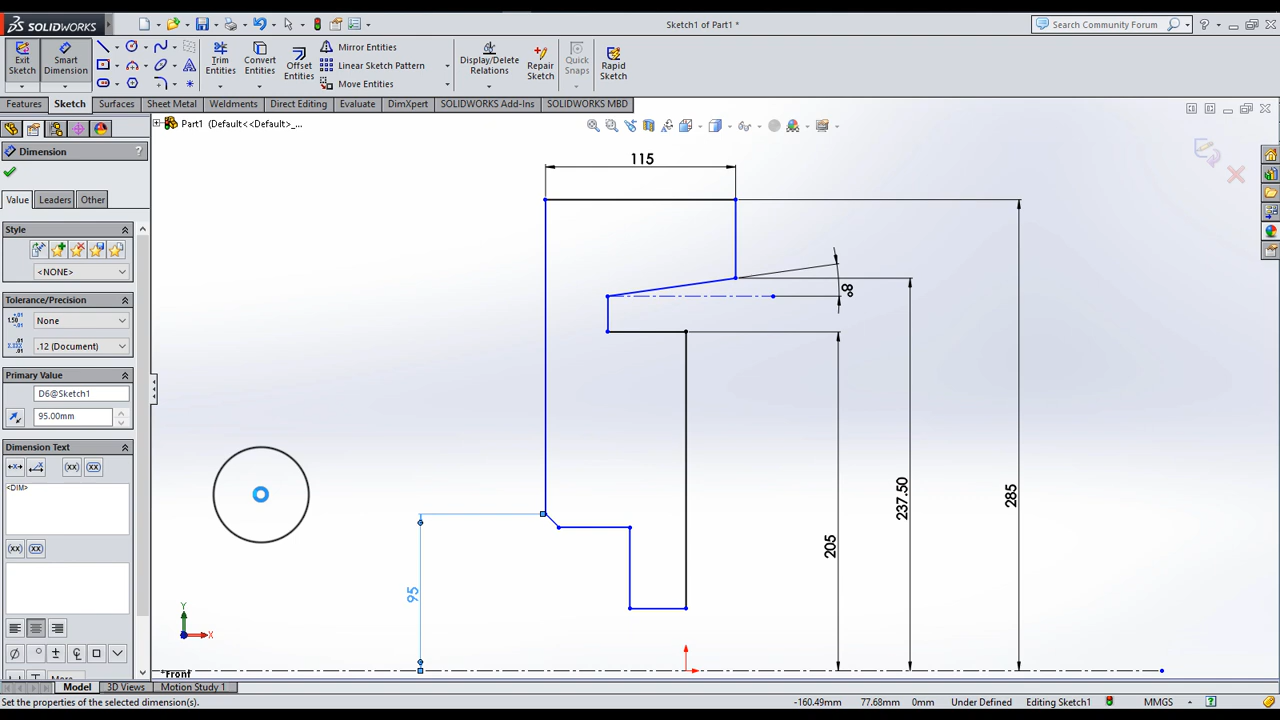 SOLIDWORKS
Sketch1 of Part1 *
Search Community Forum
Exit Sketch
Smart Dimension
Trim Entities
Convert Entities
Offset Entities
Mirror Entities
Linear Sketch Pattern
Move Entities
Display/Delete Relations
Repair Sketch
Quick Snaps
Rapid Sketch
Features
Sketch
Surfaces
Sheet Metal
Weldments
Direct Editing
Evaluate
DimXpert
SOLIDWORKS Add-Ins
SOLIDWORKS MBD
Part1 (Default<<Default>_...
Dimension
?
Value
Leaders
Other
Style
<NONE>
Tolerance/Precision
None
.12 (Document)
Primary Value
D6@Sketch1
95.00mm
Dimension Text
<DIM>
115
8°
237.50
285
205
95
Y
X
*Front
Model
3D Views
Motion Study 1
Set the properties of the selected dimension(s).
-160.49mm
77.68mm
0mm
Under Defined
Editing Sketch1
MMGS